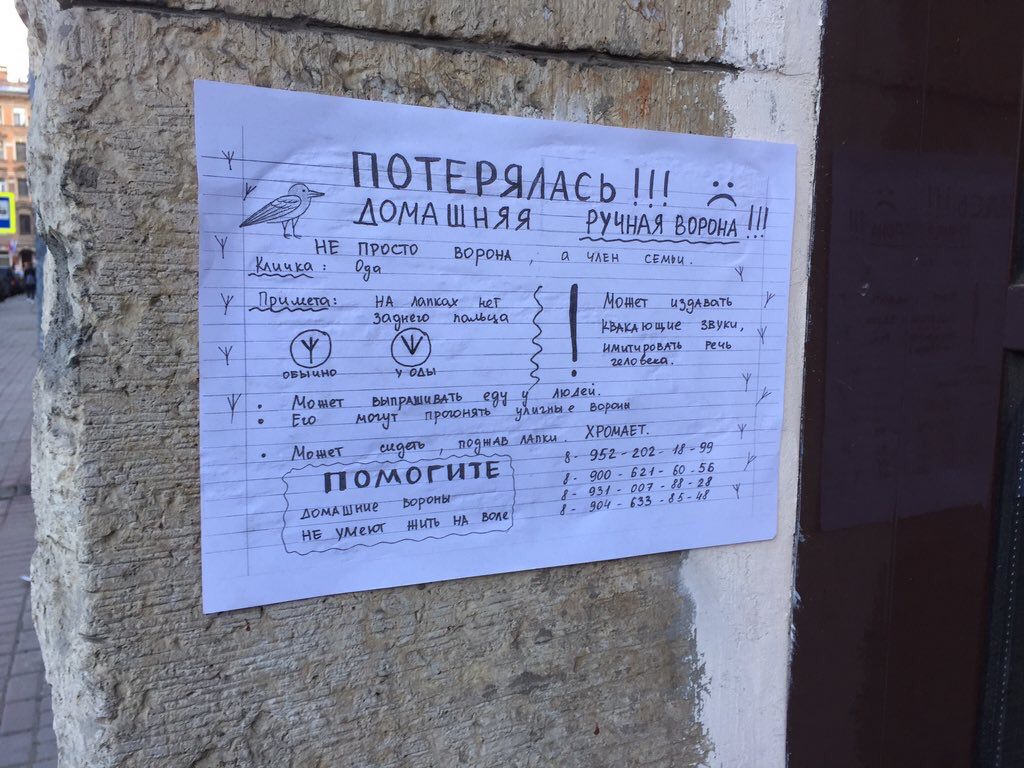 ПОТЕРЯЛАСЬ !!! :(
ДОМАШНЯЯ РУЧНАЯ ВОРОНА !!!
НЕ ПРОСТО ВОРОНА, А ЧЛЕН СЕМЬИ.
Кличка: Ода
Примета: НА ЛАПКАХ НЕТ
ЗАДНЕГО ПАЛЬЦА
ОБЫЧНО У ОДЫ
! МОЖЕТ ИЗДАВАТЬ
КВАКАЮЩИЕ ЗВУКИ,
ИМИТИРОВАТЬ РЕЧЬ
ЧЕЛОВЕКА.
• МОЖЕТ ВЫПРАШИВАТЬ ЕДУ У ЛЮДЕЙ.
• ЕГО МОГУТ ПРОГОНЯТЬ УЛИЧНЫЕ ВОРОНЫ
• МОЖЕТ СИДЕТЬ, ПОДЖАВ ЛАПКИ. ХРОМАЕТ.
ПОМОГИТЕ
ДОМАШНИЕ ВОРОНЫ
НЕ УМЕЮТ ЖИТЬ НА ВОЛЕ
8-952-202-18-99
8-900-621-60-56
8-931-007-88-28
8-904-633-85-48